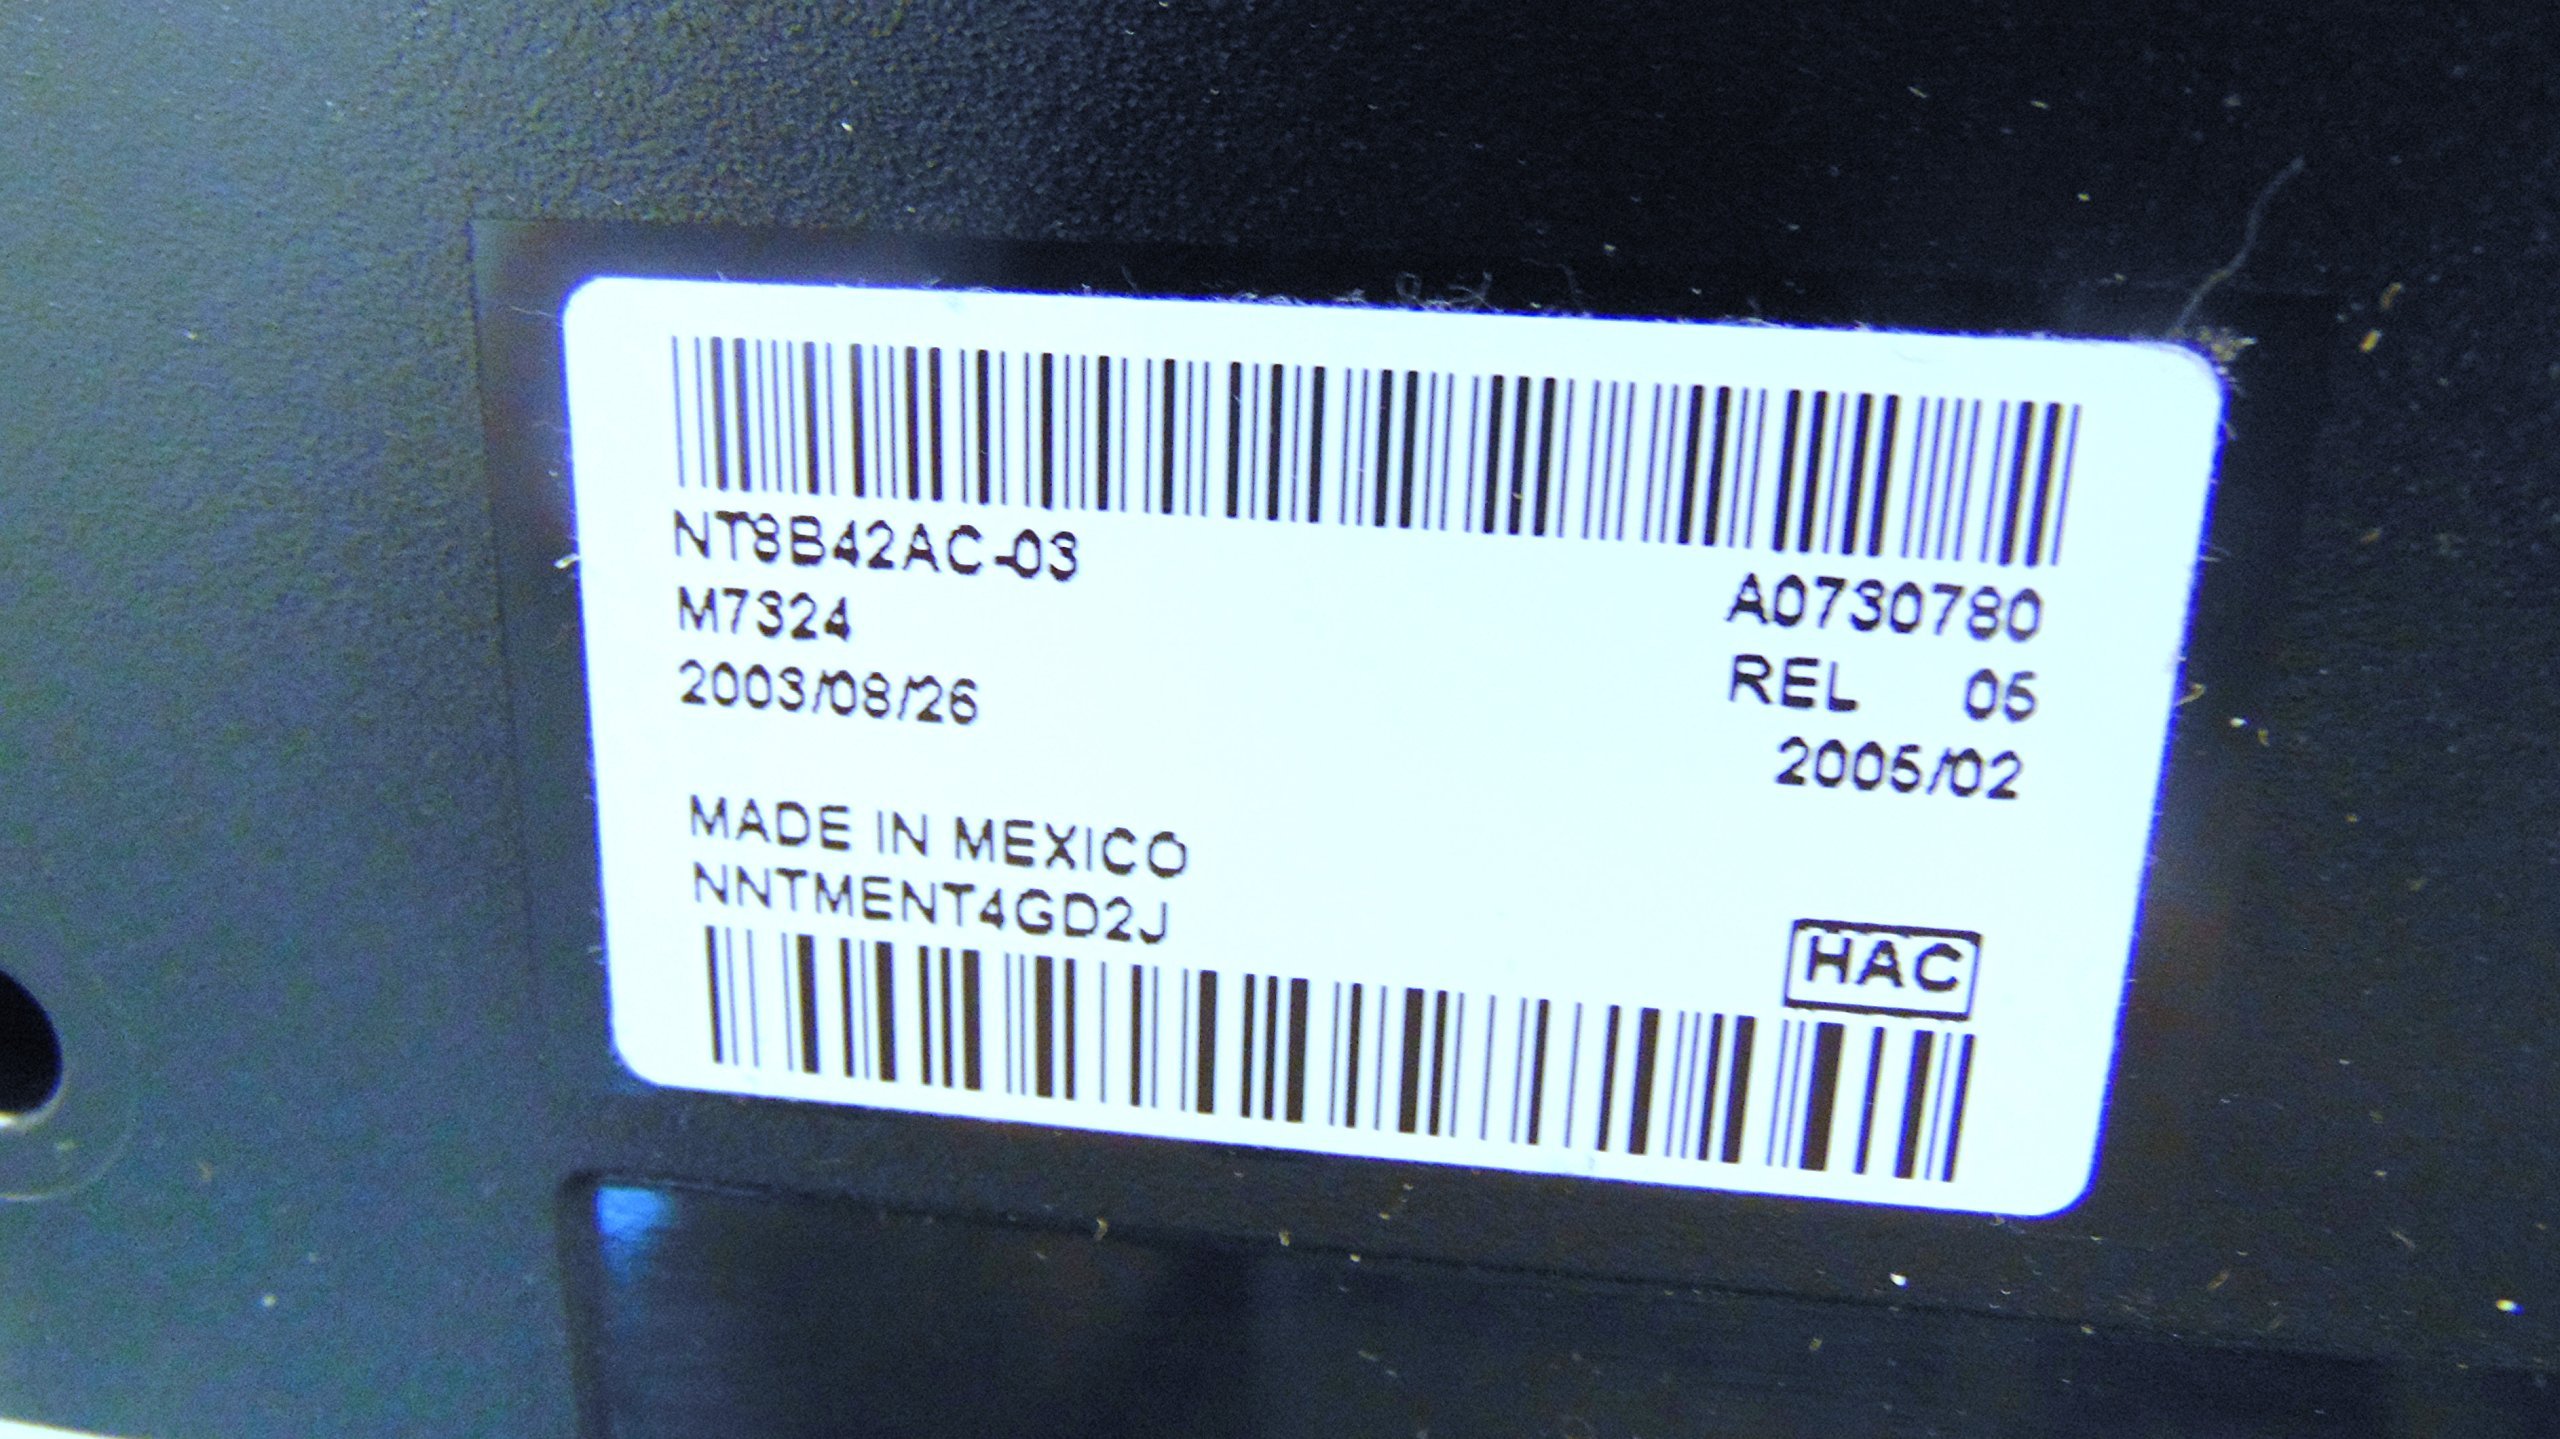 NT8B42AC-03
A0730780
M7324
REL 05
2003/08/26
2005/02
MADE IN MEXICO
NNTMENT4GD2J
HAC